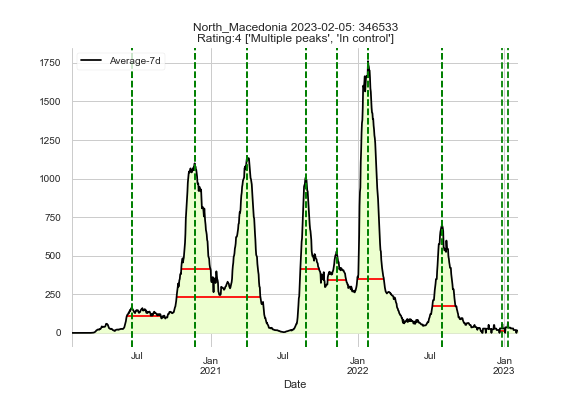 North_Macedonia 2023-02-05: 346533
Rating:4 ['Multiple peaks', 'In control']
Average-7d
1750
1500
1250
1000
750
500
250
0
Jul
Jan
2021
Jul
Jan
2022
Jul
Jan
2023
Date